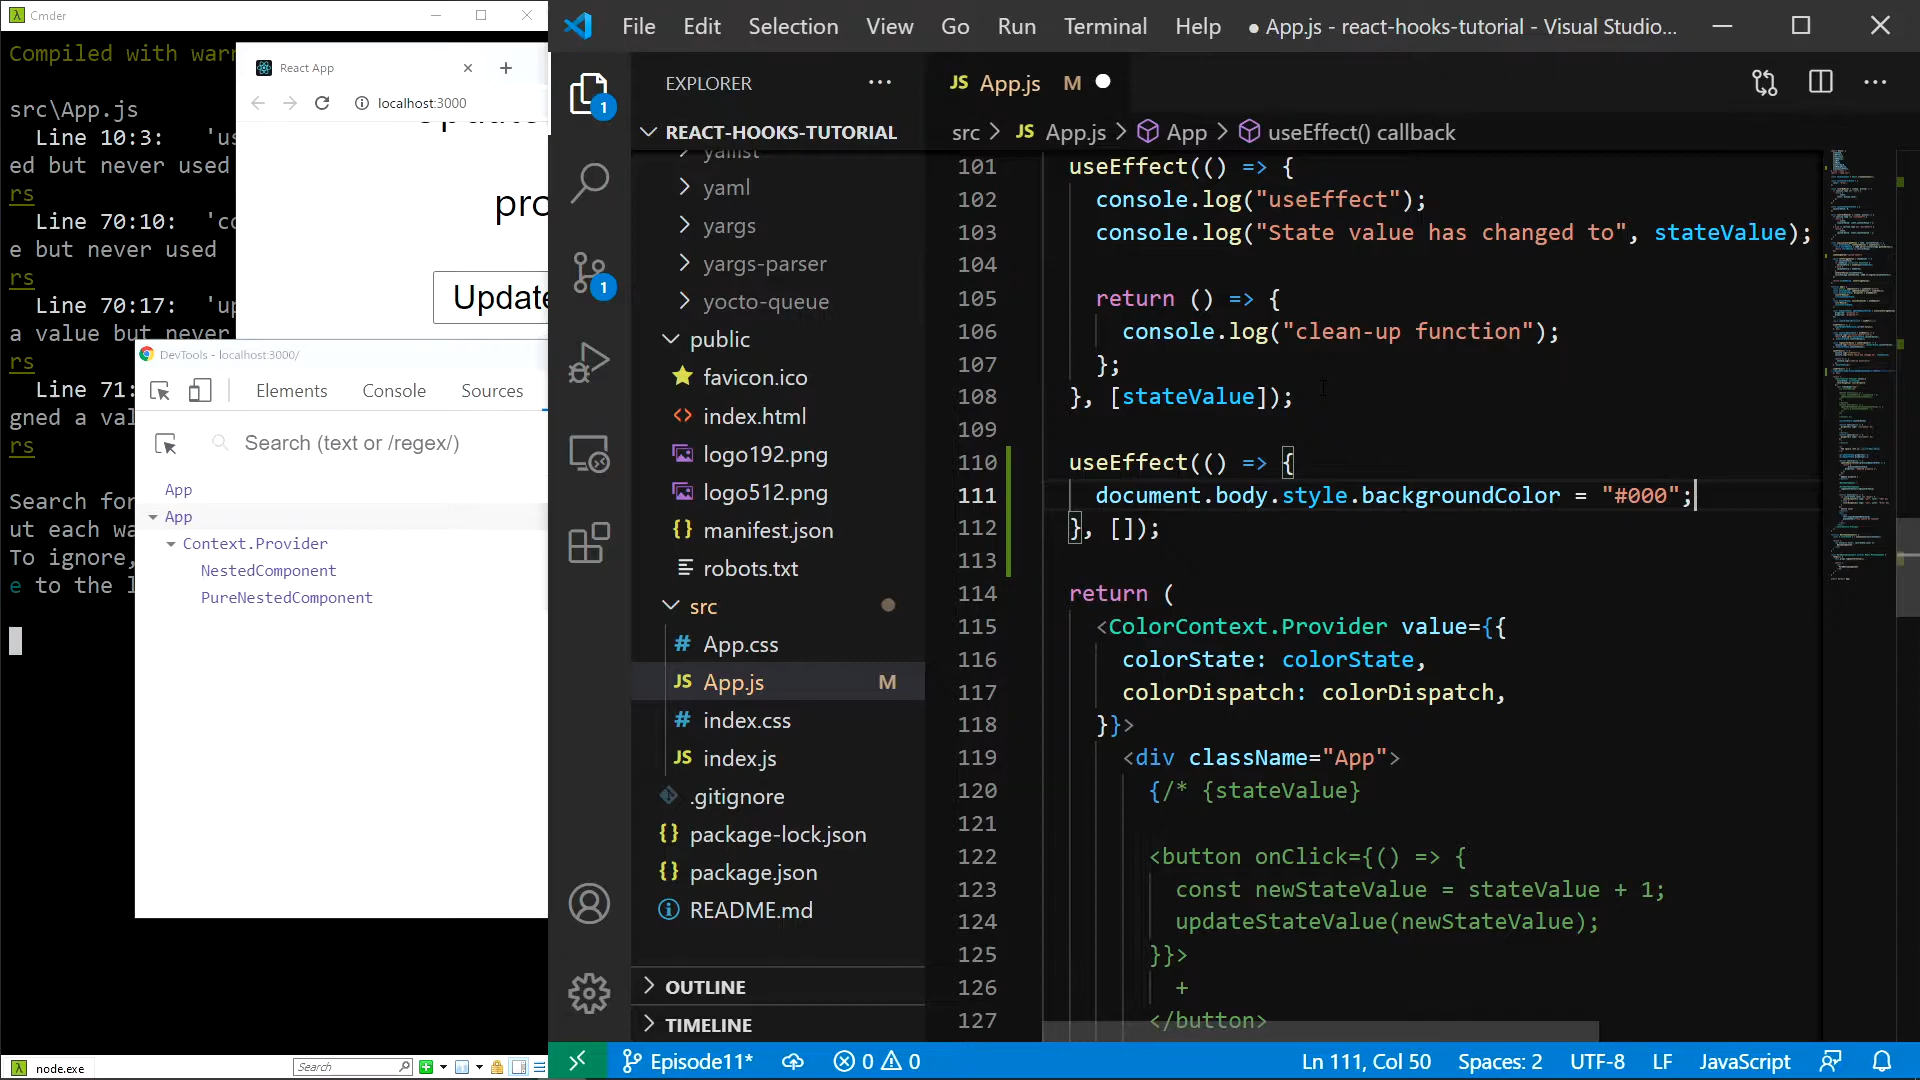 Cmder
Compiled with warn
src\App.js
Line 10:3: 'us
ed but never used
rs
Line 70:10: 'co
e but never used
rs
Line 70:17: 'up
a value but never
rs
Line 71:
gned a val
rs
Search for
ut each wa
To ignore,
e to the l
node.exe
Search
React App
localhost:3000
pro
Update
DevTools - localhost:3000/
Elements
Console
Sources
Search (text or /regex/)
App
App
Context.Provider
NestedComponent
PureNestedComponent
File
Edit
Selection
View
Go
Run
Terminal
Help
● App.js - react-hooks-tutorial - Visual Studio...
1
1
EXPLORER
REACT-HOOKS-TUTORIAL
yallist
yaml
yargs
yargs-parser
yocto-queue
public
favicon.ico
index.html
logo192.png
logo512.png
manifest.json
robots.txt
src
App.css
JS App.js M
index.css
JS index.js
.gitignore
package-lock.json
package.json
README.md
OUTLINE
TIMELINE
JS App.js M
src > JS App.js > App > useEffect() callback
101 useEffect(() => {
102 console.log("useEffect");
103 console.log("State value has changed to", stateValue);
104
105 return () => {
106 console.log("clean-up function");
107 };
108 }, [stateValue]);
109
110 useEffect(() => {
111 document.body.style.backgroundColor = "#000";
112 }, []);
113
114 return (
115 <ColorContext.Provider value={{
116 colorState: colorState,
117 colorDispatch: colorDispatch,
118 }}>
119 <div className="App">
120 {/* {stateValue}
121
122 <button onClick={() => {
123 const newStateValue = stateValue + 1;
124 updateStateValue(newStateValue);
125 }}>
126 +
127 </button>
Episode11*
0
0
Ln 111, Col 50
Spaces: 2
UTF-8
LF
JavaScript